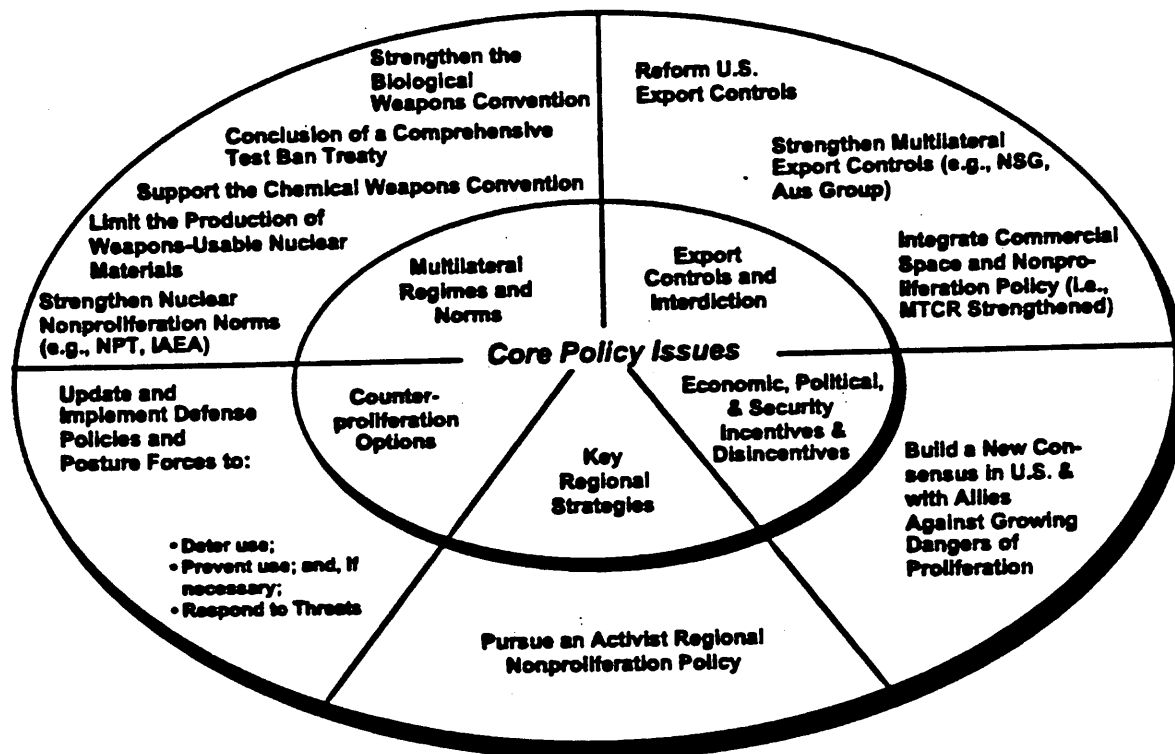 Strengthen the
Biological
Weapons Convention
Conclusion of a Comprehensive
Test Ban Treaty
Support the Chemical Weapons Convention
Limit the Production of
Weapons-Usable Nuclear
Materials
Strengthen Nuclear
Nonproliferation Norms
(e.g., NPT, IAEA)
Reform U.S.
Export Controls
Strengthen Multilateral
Export Controls (e.g., NSG,
Aus Group)
Integrate Commercial
Space and Nonpro-
liferation Policy (i.e.,
MTCR Strengthened)
Multilateral
Regimes and
Norms
Export
Controls and
Interdiction
Core Policy Issues
Counter-
proliferation
Options
Key
Regional
Strategies
Economic, Political,
& Security
Incentives &
Disincentives
Update and
Implement Defense
Policies and
Posture Forces to:
• Deter use;
• Prevent use; and, if
necessary;
• Respond to Threats
Pursue an Activist Regional
Nonproliferation Policy
Build a New Con-
sensus in U.S. &
with Allies
Against Growing
Dangers of
Proliferation